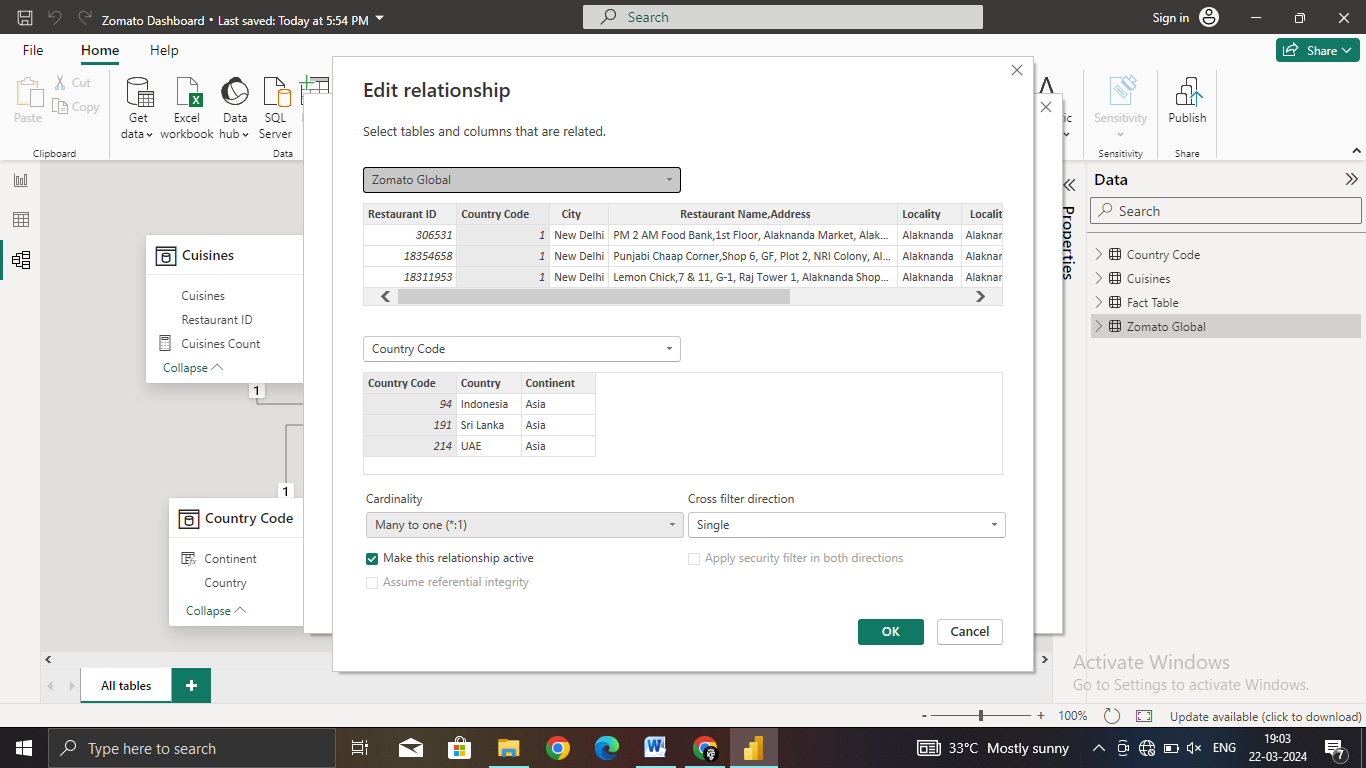 Zomato Dashboard • Last saved: Today at 5:54 PM
Search
Sign in
File
Home
Help
Share
Paste
Cut
Copy
Clipboard
Get data
Excel workbook
Data hub
SQL Server
Data
Sensitivity
Sensitivity
Publish
Share
Edit relationship
Select tables and columns that are related.
Zomato Global
Restaurant ID Country Code City Restaurant Name,Address Locality Localit
306531 1 New Delhi PM 2 AM Food Bank,1st Floor, Alaknanda Market, Alak... Alaknanda Alaknar
18354658 1 New Delhi Punjabi Chaap Corner,Shop 6, GF, Plot 2, NRI Colony, Al... Alaknanda Alaknar
18311953 1 New Delhi Lemon Chick,7 & 11, G-1, Raj Tower 1, Alaknanda Shop... Alaknanda Alaknar
Country Code
Country Code Country Continent
94 Indonesia Asia
191 Sri Lanka Asia
214 UAE Asia
Cardinality
Many to one (*:1)
Cross filter direction
Single
Make this relationship active
Apply security filter in both directions
Assume referential integrity
OK
Cancel
Cuisines
Cuisines
Restaurant ID
Cuisines Count
Collapse
1
1
Country Code
Continent
Country
Collapse
Properties
Data
Search
Country Code
Cuisines
Fact Table
Zomato Global
Activate Windows
Go to Settings to activate Windows.
All tables
+
- + 100%
Update available (click to download)
Type here to search
33°C Mostly sunny
ENG
19:03
22-03-2024
7